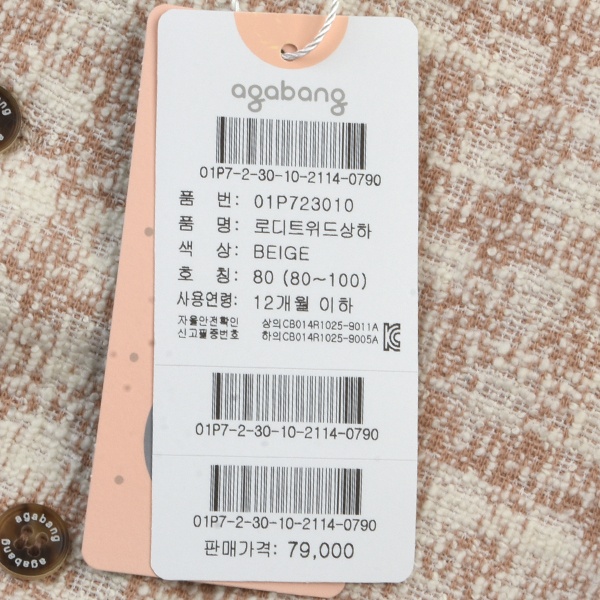 agabang
01P7-2-30-10-2114-0790
품 번: 01P723010
품 명: 로디트위드상하
색 상: BEIGE
호 칭: 80 (80~100)
사용연령: 12개월 이하
자율안전확인 상의CB014R1025-9011A
신고필증번호 하의CB014R1025-9005A
01P7-2-30-10-2114-0790
01P7-2-30-10-2114-0790
판매가격: 79,000
agabang
agabang
agabang